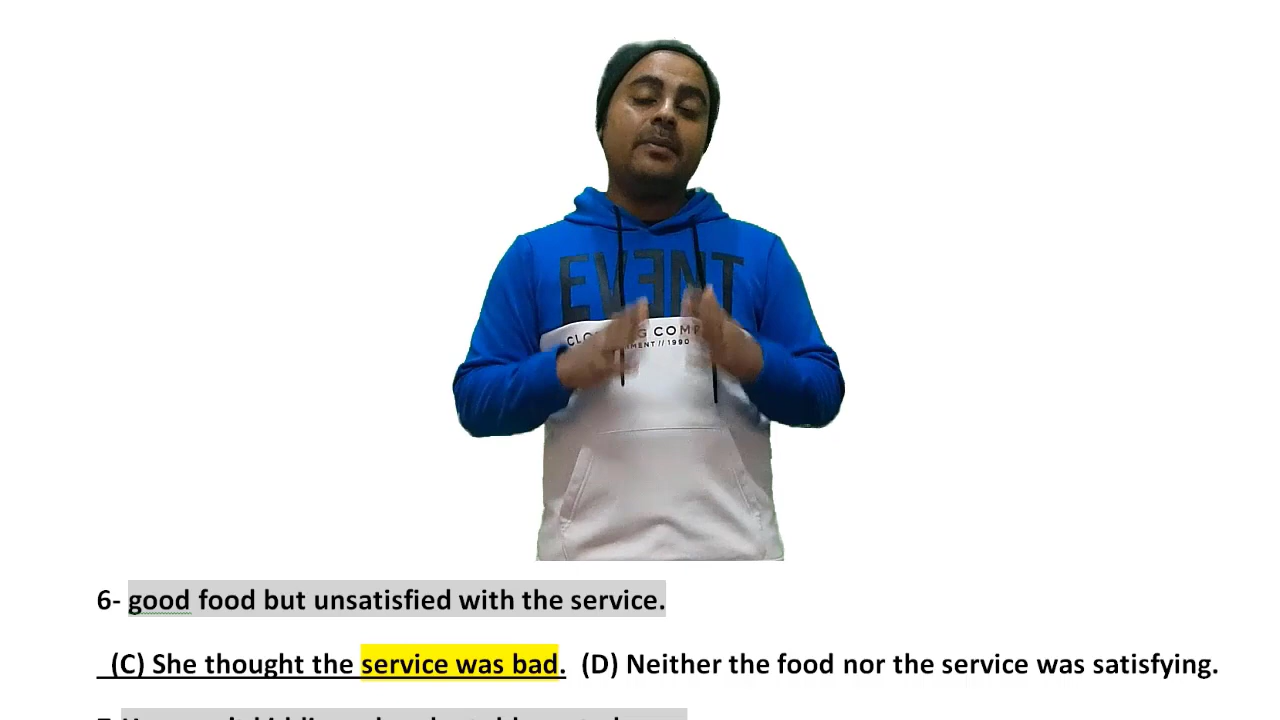 EVENT
COMP
MENT // 1990
6- good food but unsatisfied with the service.
(C) She thought the service was bad. (D) Neither the food nor the service was satisfying.